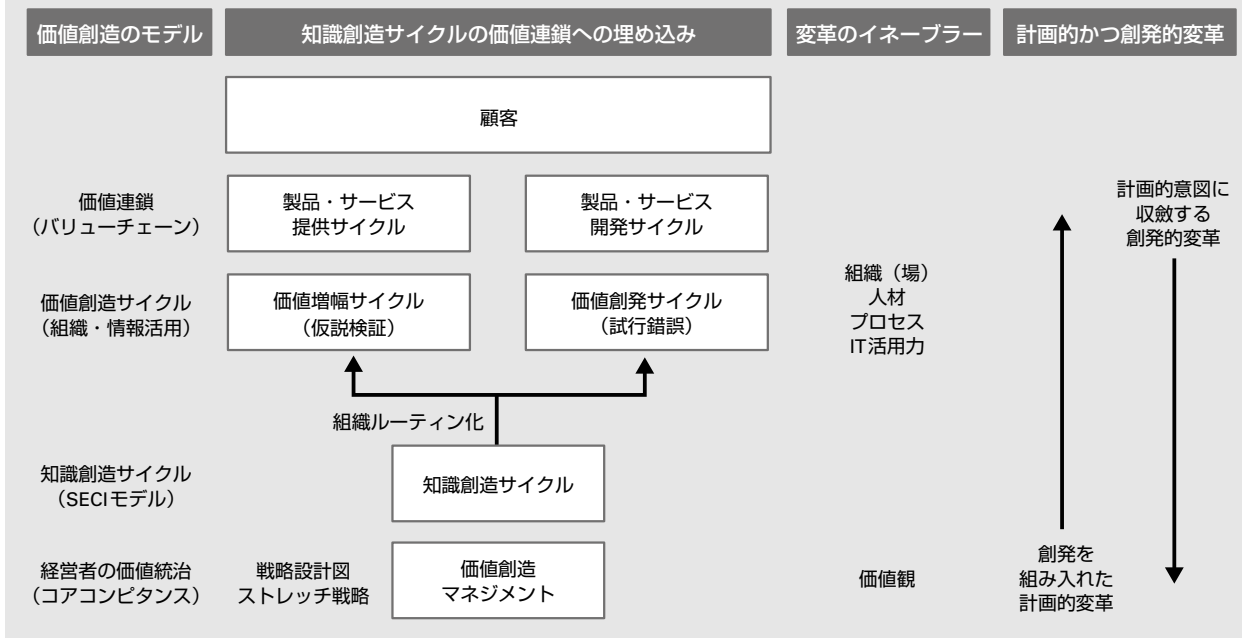 価値創造のモデル
知識創造サイクルの価値連鎖への埋め込み
変革のイネーブラー
計画的かつ創発的変革
顧客
価値連鎖
(バリューチェーン)
製品・サービス
提供サイクル
製品・サービス
開発サイクル
計画的意図に
収斂する
創発的変革
価値創造サイクル
(組織・情報活用)
価値増幅サイクル
(仮説検証)
価値創発サイクル
(試行錯誤)
組織(場)
人材
プロセス
IT活用力
組織ルーティン化
知識創造サイクル
(SECIモデル)
知識創造サイクル
経営者の価値統治
(コアコンピタンス)
戦略設計図
ストレッチ戦略
価値創造
マネジメント
価値観
創発を
組み入れた
計画的変革